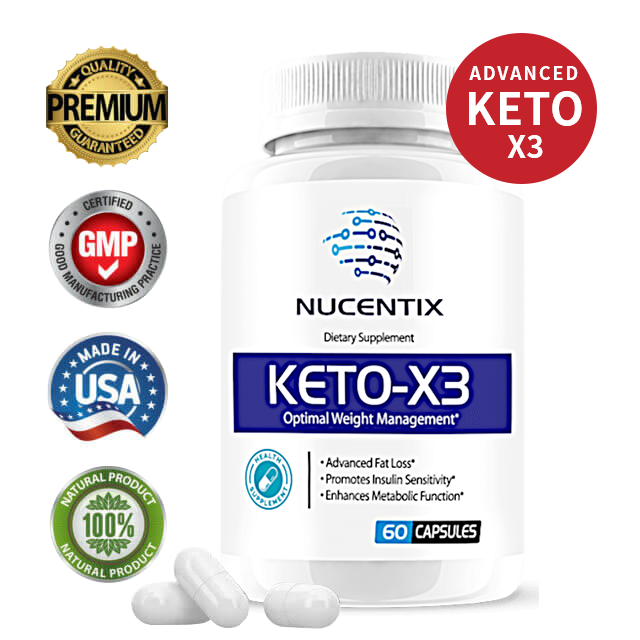 QUALITY
PREMIUM
GUARANTEED
CERTIFIED
GMP
GOOD MANUFACTURING PRACTICE
MADE IN
USA
NATURAL PRODUCT
100%
NATURAL PRODUCT
ADVANCED
KETO
X3
NUCENTIX
Dietary Supplement
KETO-X3
Optimal Weight Management*
HEALTH
SUPPLEMENT
• Advanced Fat Loss*
• Promotes Insulin Sensitivity*
• Enhances Metabolic Function*
60 CAPSULES